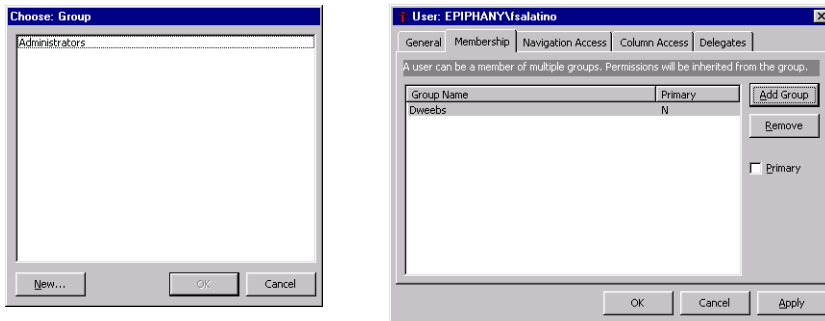 Choose: Group
Administrators
New...
OK
Cancel
User: EPIPHANY\fsalatino
General
Membership
Navigation Access
Column Access
Delegates
A user can be a member of multiple groups. Permissions will be inherited from the group.
Group Name
Primary
Dweebs
N
Add Group
Remove
Primary
OK
Cancel
Apply